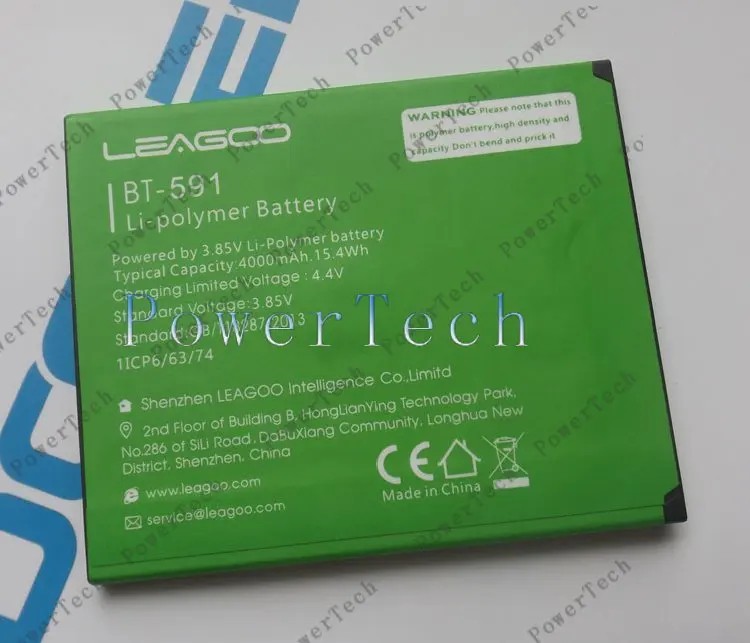 LEAGOO
BT-591
Li-polymer Battery
WARNING Please note that this
is polymer battery,high density and
capacity Don't bend and prick it
Powered by 3.85V Li-Polymer battery
Typical Capacity:4000mAh.15.4Wh
Charging Limited Voltage : 4.4V
Standard Voltage:3.85V
Standard:
PowerTech
1ICP6/63/74
Shenzhen LEAGOO Intelligence Co.,Limitd
2nd Floor of Building B, HongLianYing Technology Park,
No.286 of SiLi Road, DaBuXiang Community, Longhua New
District, Shenzhen, China
www.leagoo.com
service@leagoo.com
CE
Made in China